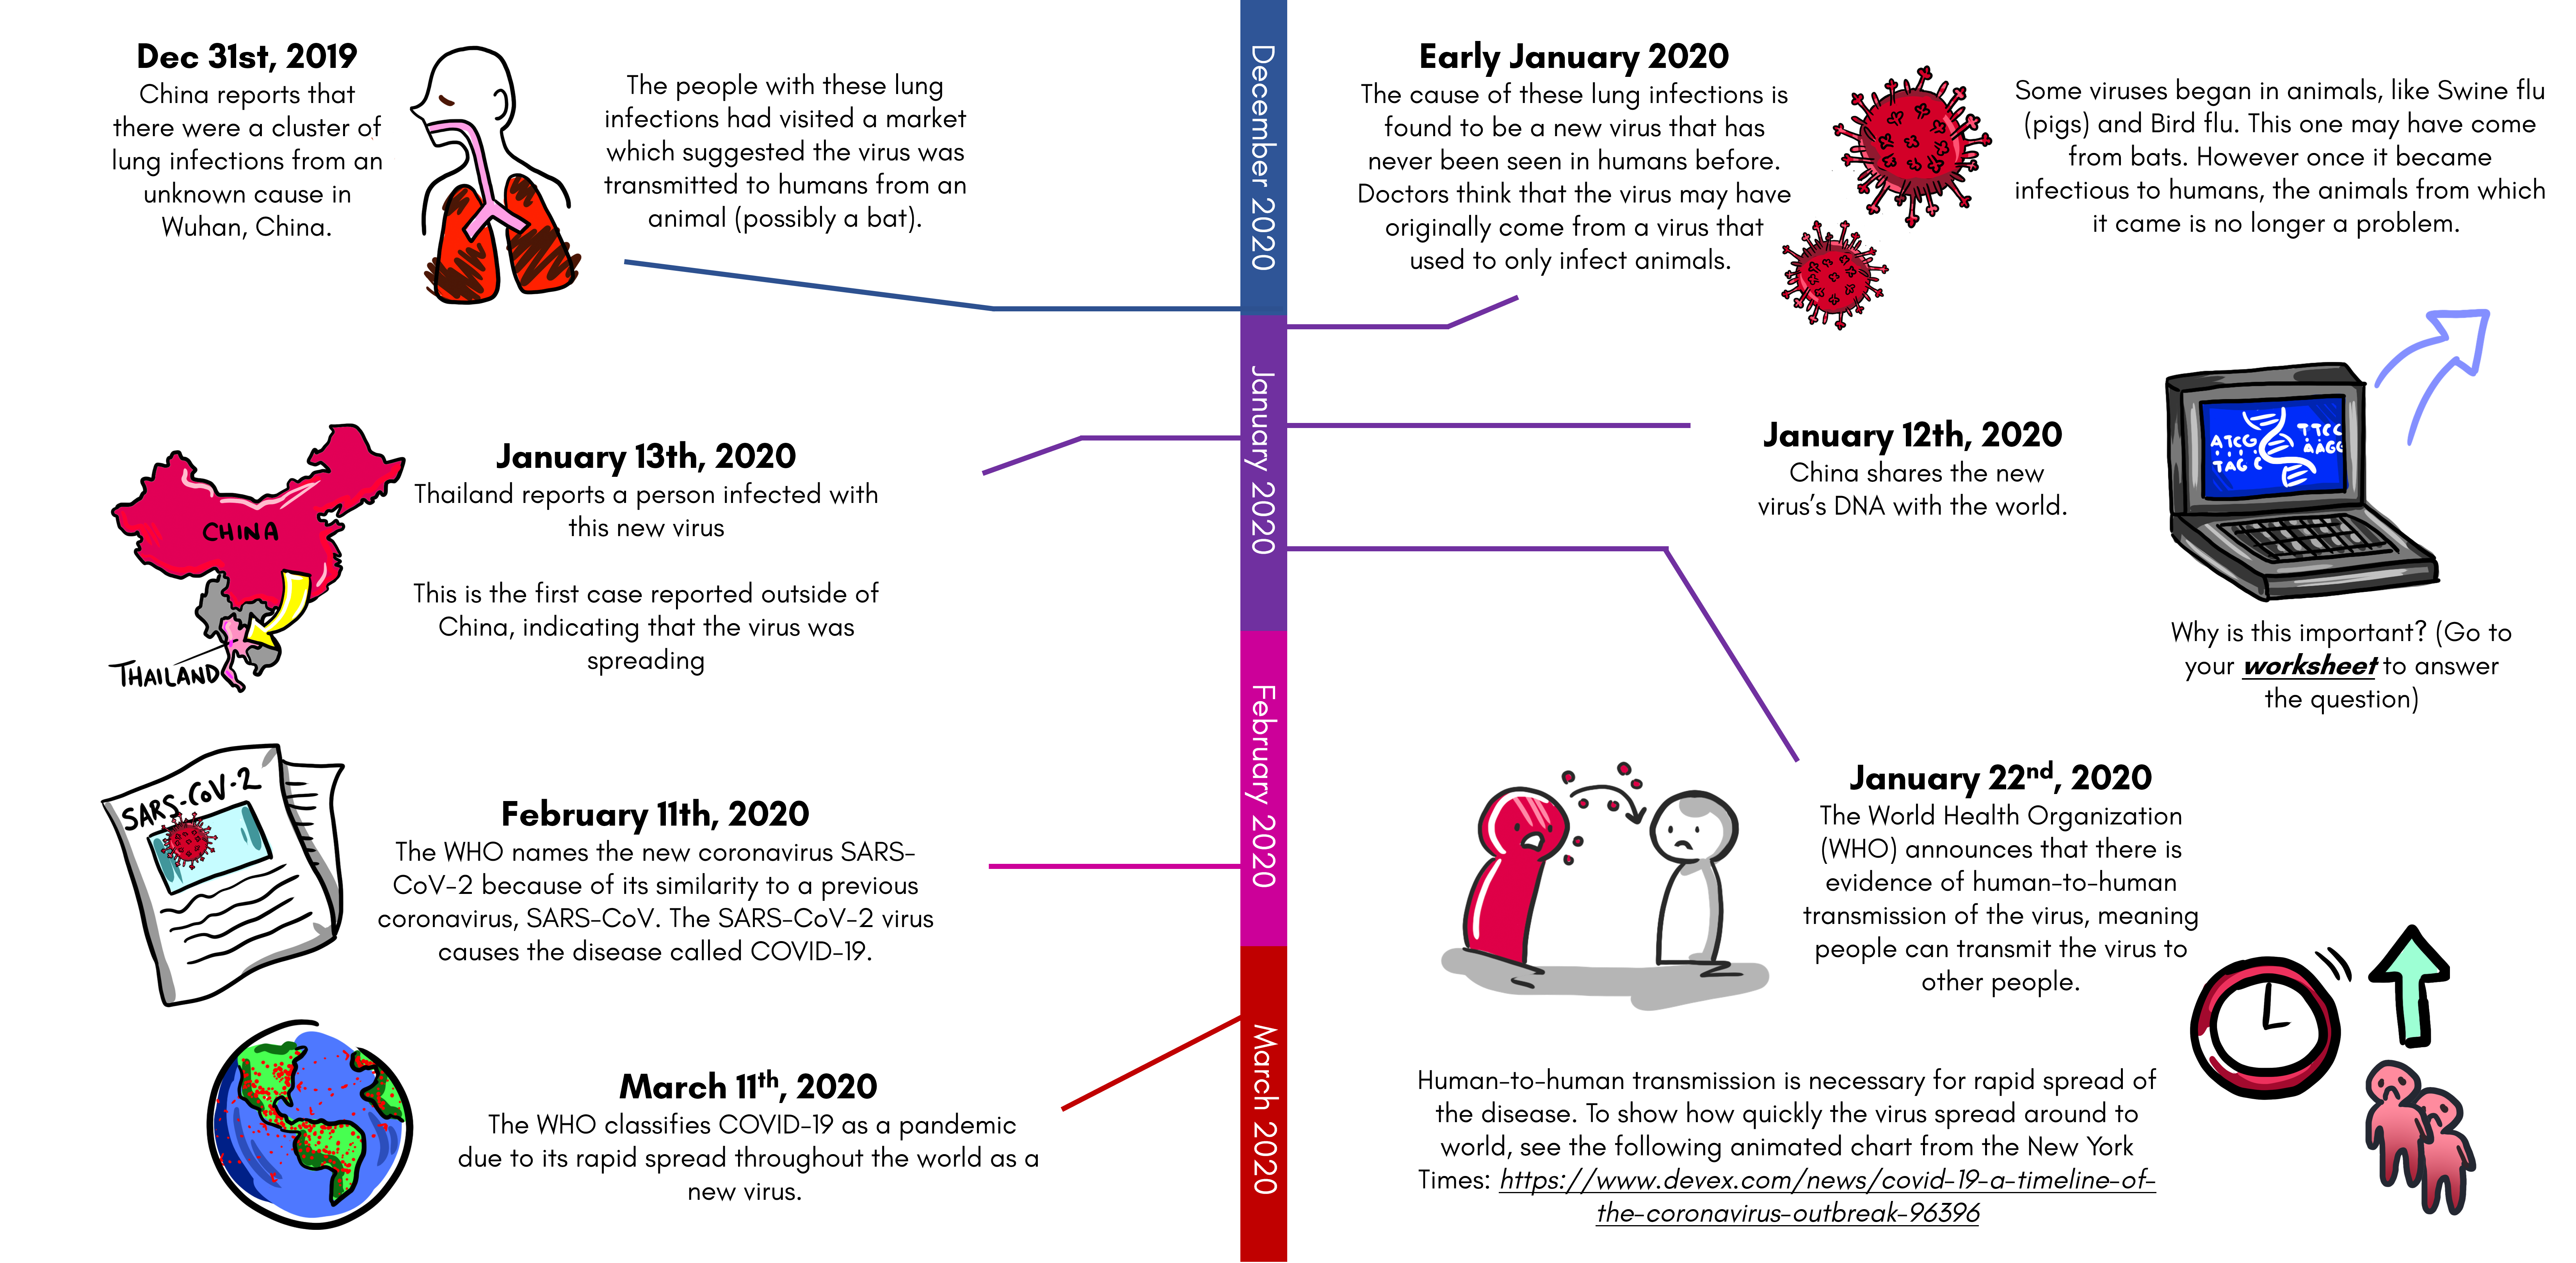 Dec 31st, 2019
China reports that
there were a cluster of
lung infections from an
unknown cause in
Wuhan, China.
The people with these lung
infections had visited a market
which suggested the virus was
transmitted to humans from an
animal (possibly a bat).
December 2020
Early January 2020
The cause of these lung infections is
found to be a new virus that has
never been seen in humans before.
Doctors think that the virus may have
originally come from a virus that
used to only infect animals.
Some viruses began in animals, like Swine flu
(pigs) and Bird flu. This one may have come
from bats. However once it became
infectious to humans, the animals from which
it came is no longer a problem.
January 2020
January 12th, 2020
China shares the new
virus’s DNA with the world.
ATCG
TAGC
TTCC
AAGG
Why is this important? (Go to
your worksheet to answer
the question)
CHINA
THAILAND
January 13th, 2020
Thailand reports a person infected with
this new virus
This is the first case reported outside of
China, indicating that the virus was
spreading
January 22nd, 2020
The World Health Organization
(WHO) announces that there is
evidence of human-to-human
transmission of the virus, meaning
people can transmit the virus to
other people.
Human-to-human transmission is necessary for rapid spread of
the disease. To show how quickly the virus spread around to
world, see the following animated chart from the New York
Times: https://www.devex.com/news/covid-19-a-timeline-of-
the-coronavirus-outbreak-96396
February 2020
SARS-CoV-2
February 11th, 2020
The WHO names the new coronavirus SARS-
CoV-2 because of its similarity to a previous
coronavirus, SARS-CoV. The SARS-CoV-2 virus
causes the disease called COVID-19.
March 2020
March 11th, 2020
The WHO classifies COVID-19 as a pandemic
due to its rapid spread throughout the world as a
new virus.